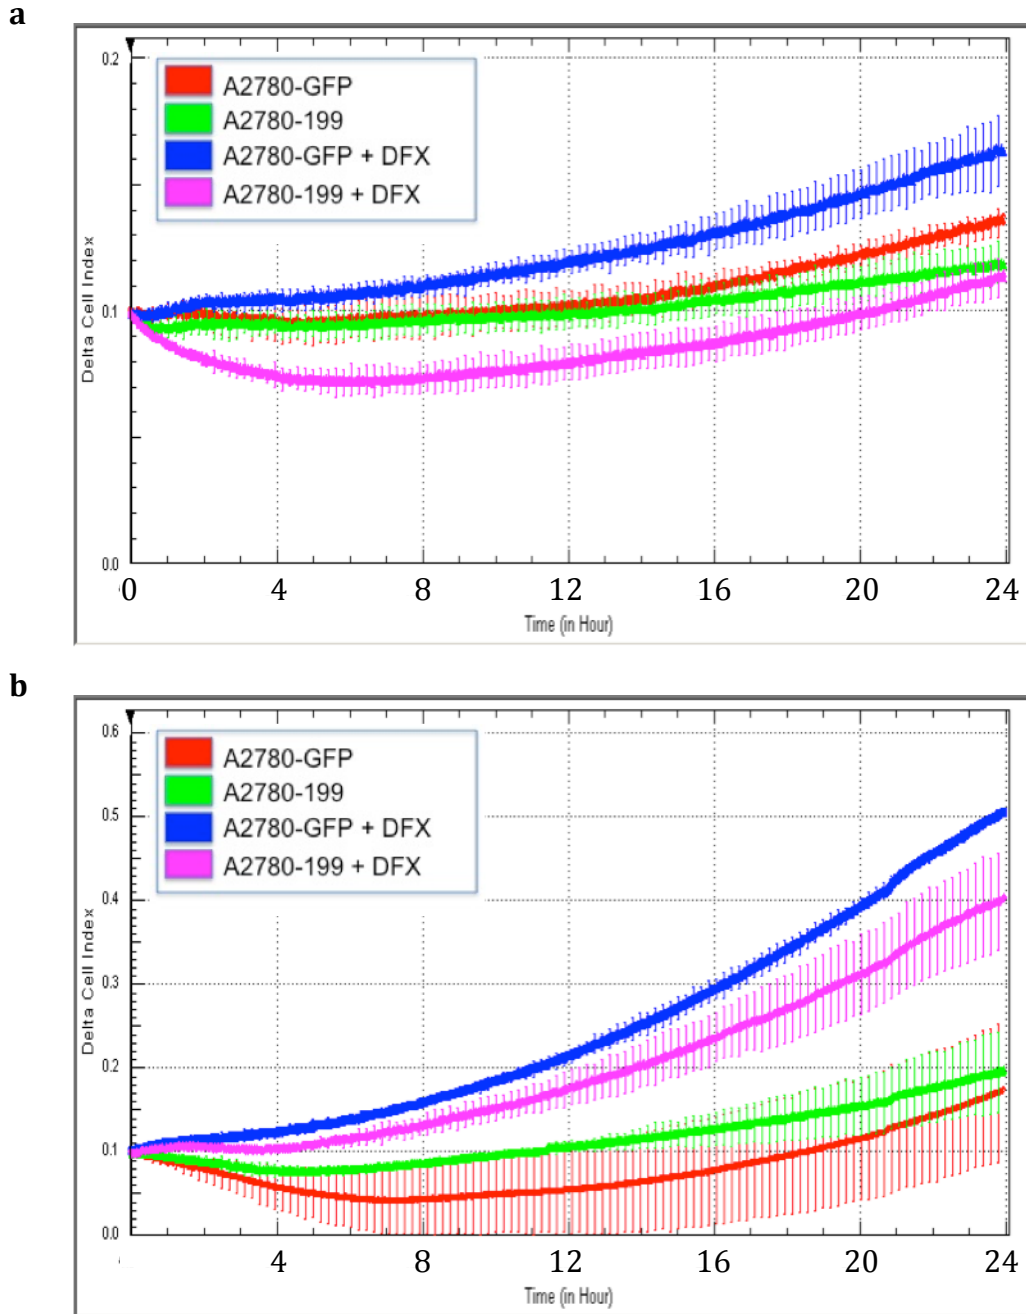 a
0.2
A2780-GFP
A2780-199
A2780-GFP + DFX
A2780-199 + DFX
Delta Cell Index
0.1
0.0
0 4 8 12 16 20 24
Time (in Hour)
b
0.6
A2780-GFP
A2780-199
A2780-GFP + DFX
A2780-199 + DFX
0.5
0.4
Delta Cell Index
0.3
0.2
0.1
0.0
4 8 12 16 20 24
Time (in Hour)